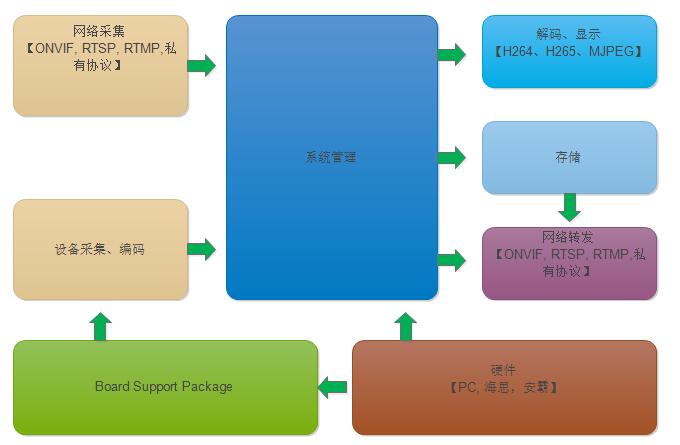 网络采集
【ONVIF, RTSP, RTMP,私
有协议】
解码、显示
【H264、H265、MJPEG】
系统管理
存储
设备采集、编码
网络转发
【ONVIF, RTSP, RTMP,私
有协议】
Board Support Package
硬件
【PC, 海思，安霸】